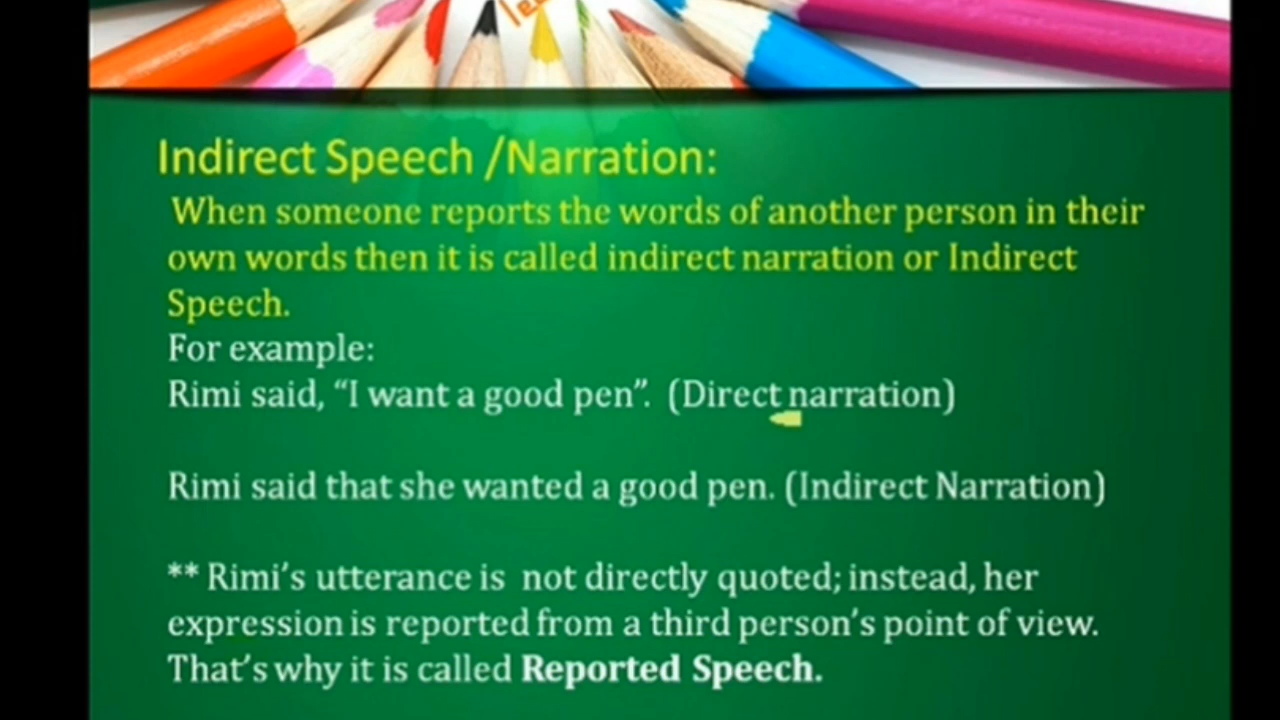 Indirect Speech /Narration:
When someone reports the words of another person in their
own words then it is called indirect narration or Indirect
Speech.
For example:
Rimi said, “I want a good pen”. (Direct narration)
Rimi said that she wanted a good pen. (Indirect Narration)
** Rimi’s utterance is not directly quoted; instead, her
expression is reported from a third person’s point of view.
That’s why it is called Reported Speech.